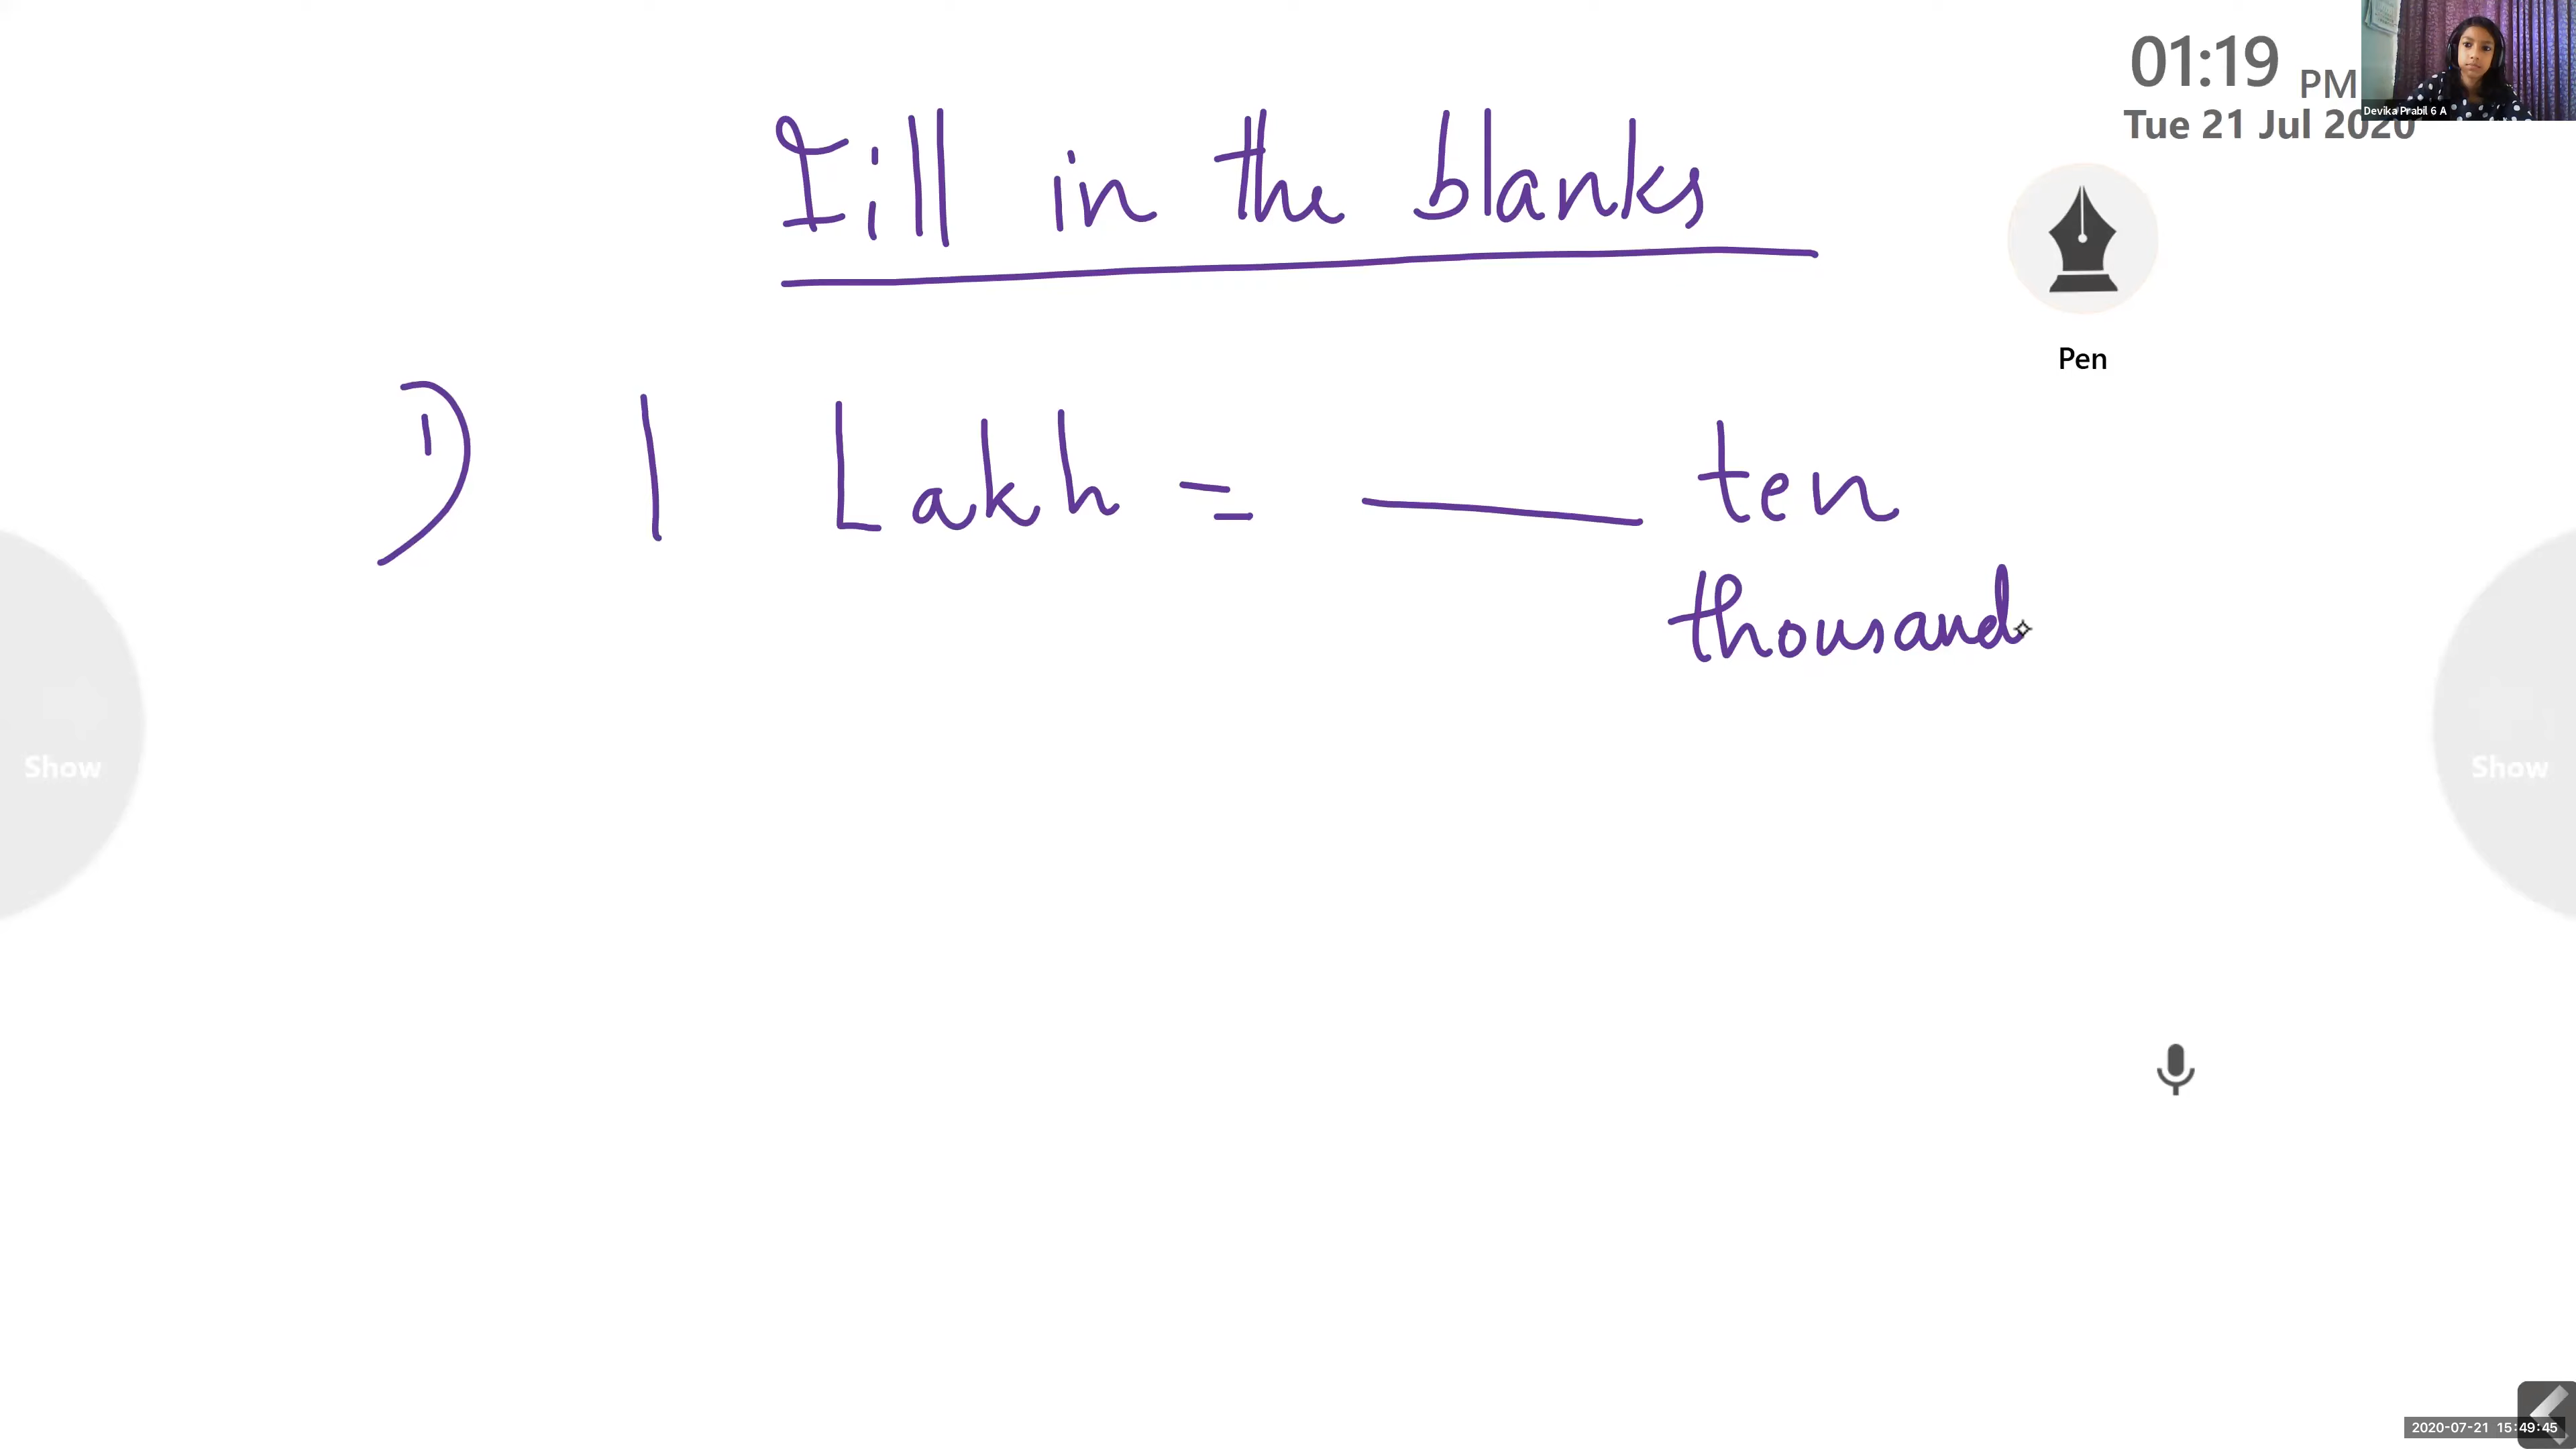 01:19 PM
Tue 21 Jul 2020
Devika Prabil 6 A
Fill in the blanks
Pen
1) 1 Lakh = ____ ten
thousand
Show
Show
2020-07-21 15:49:45